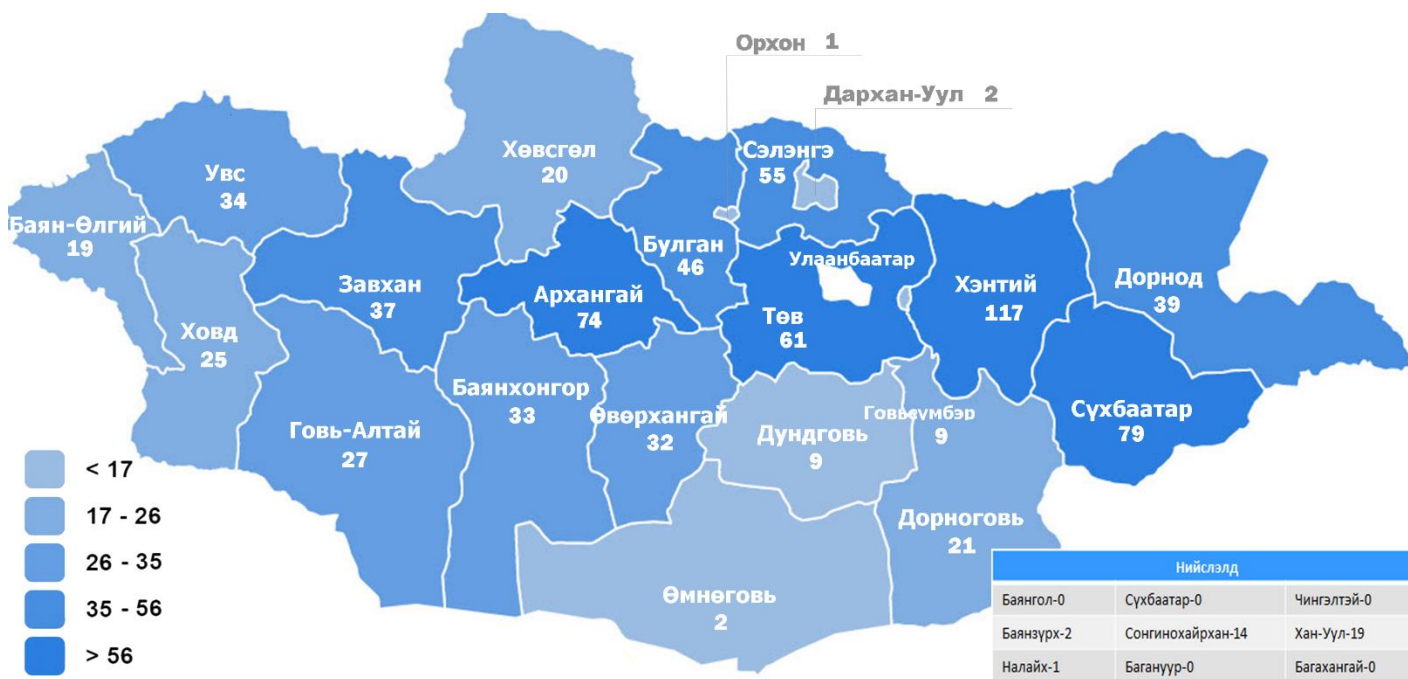 Орхон 1
Дархан-Уул 2
Хөвсгөл
20
Сэлэнгэ
55
Увс
34
Баян-Өлгий
19
Булган
46
Улаанбаатар
Завхан
37
Архангай
74
Хэнтий
117
Дорнод
39
Ховд
25
Төв
61
Баянхонгор
33
Өвөрхангай
32
Говьсүмбэр
9
Сүхбаатар
79
Говь-Алтай
27
Дундговь
9
Дорноговь
21
Өмнөговь
2
< 17
17 - 26
26 - 35
35 - 56
> 56
Нийслэлд
Баянгол-0 Сүхбаатар-0 Чингэлтэй-0
Баянзүрх-2 Сонгинохайрхан-14 Хан-Уул-19
Налайх-1 Багануур-0 Багахангай-0